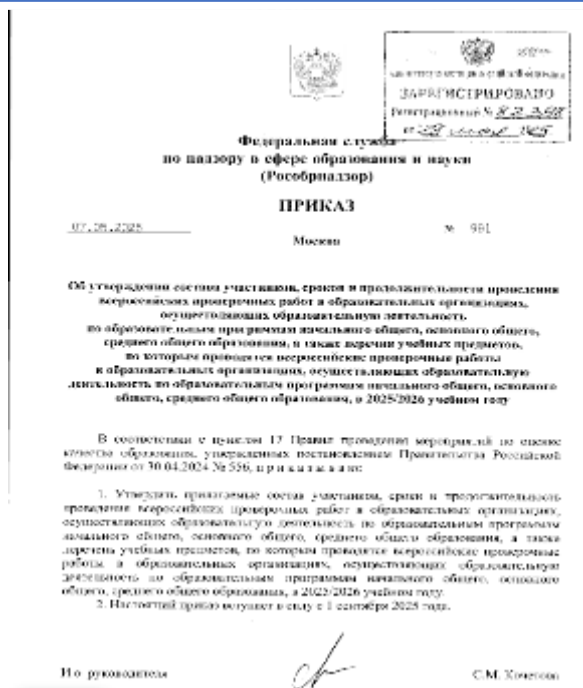 ЗАРЕГИСТРИРОВАНО
Регистрационный №
от
Федеральная служба
по надзору в сфере образования и науки
(Рособрнадзор)
ПРИКАЗ
07.05.2025
№ 991
Москва
Об утверждении состава участников, сроков и продолжительности проведения
всероссийских проверочных работ в образовательных организациях,
осуществляющих образовательную деятельность
по образовательным программам начального общего, основного общего,
среднего общего образования, а также перечня учебных предметов,
по которым проводятся всероссийские проверочные работы
в образовательных организациях, осуществляющих образовательную
деятельность по образовательным программам начального общего, основного
общего, среднего общего образования, в 2025/2026 учебном году
В соответствии с пунктом 17 Правил проведения мероприятий по оценке
качества образования, утвержденных постановлением Правительства Российской
Федерации от 30.04.2024 № 556, п р и к а з ы в а ю:
1. Утвердить прилагаемые состав участников, сроки и продолжительность
проведения всероссийских проверочных работ в образовательных организациях,
осуществляющих образовательную деятельность по образовательным программам
начального общего, основного общего, среднего общего образования, а также
перечень учебных предметов, по которым проводятся всероссийские проверочные
работы в образовательных организациях, осуществляющих образовательную
деятельность по образовательным программам начального общего, основного
общего, среднего общего образования, в 2025/2026 учебном году.
2. Настоящий приказ вступает в силу с 1 сентября 2025 года.
И о руководителя
С.М. Кочетова